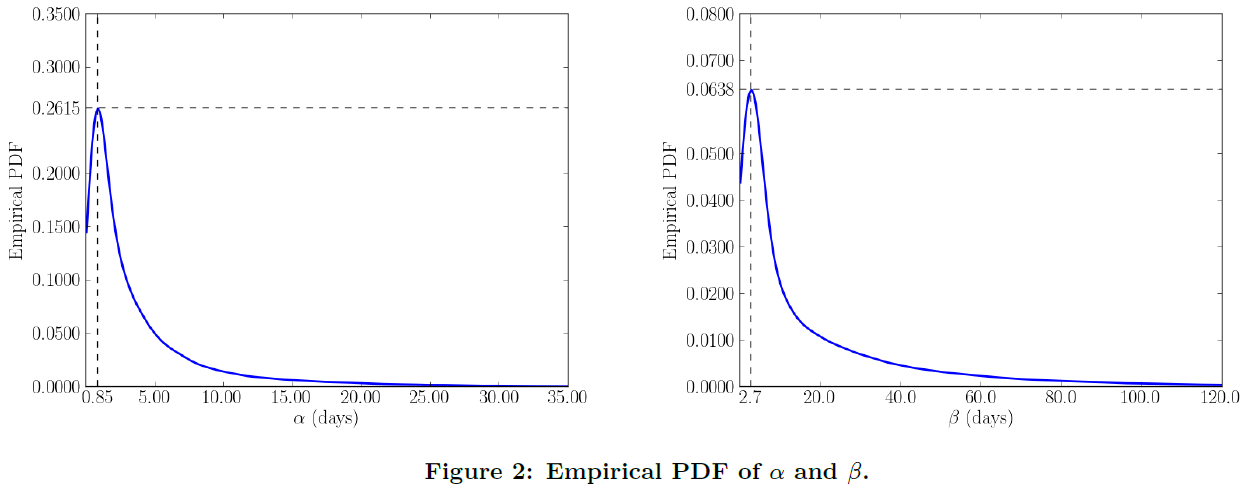 0.3500
0.3000
0.2615
0.2000
0.1500
0.1000
0.0500
0.0000
Empirical PDF
0.85 5.00 10.00 15.00 20.00 25.00 30.00 35.00
α (days)
0.0800
0.0700
0.0638
0.0500
0.0400
0.0300
0.0200
0.0100
0.0000
Empirical PDF
2.7 20.0 40.0 60.0 80.0 100.0 120.0
β (days)
Figure 2: Empirical PDF of α and β.